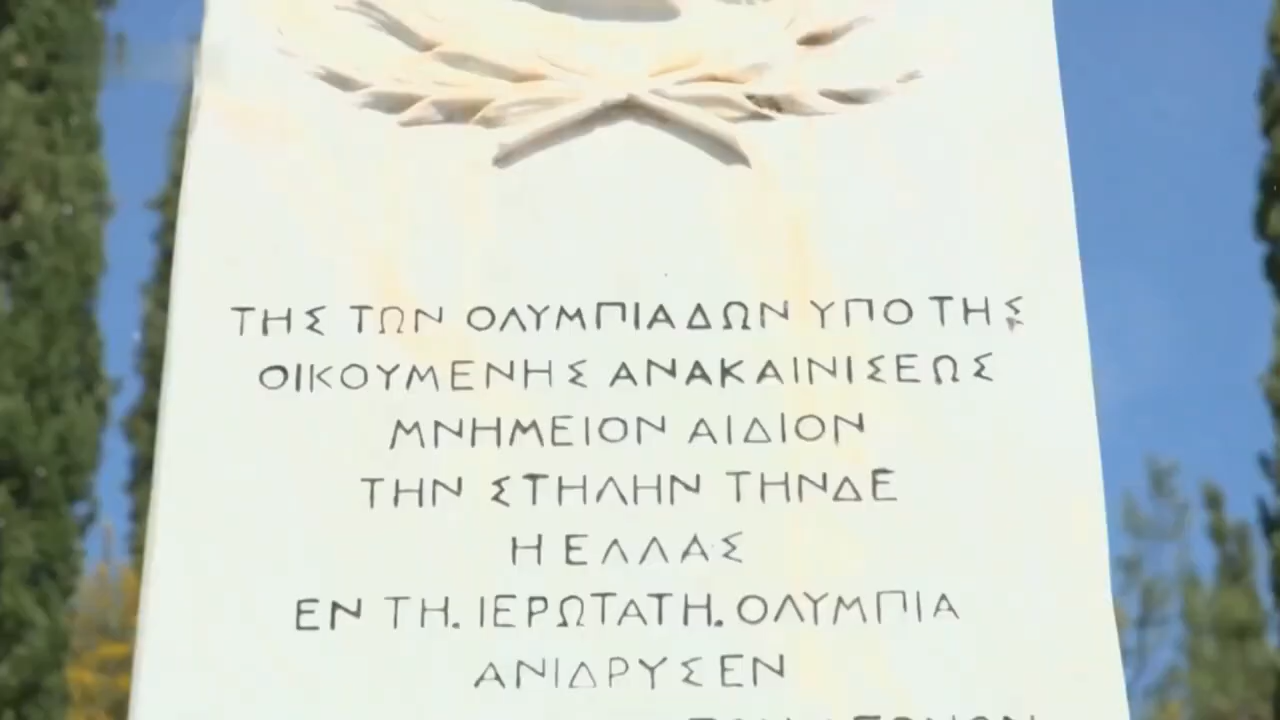 ΤΗΣ ΤΩΝ ΟΛΥΜΠΙΑΔΩΝ ΥΠΟ ΤΗΣ
ΟΙΚΟΥΜΕΝΗΣ ΑΝΑΚΑΙΝΙΣΕΩΣ
ΜΝΗΜΕΙΟΝ ΑΙΔΙΟΝ
ΤΗΝ ΣΤΗΛΗΝ ΤΗΝΔΕ
Η ΕΛΛΑΣ
ΕΝ ΤΗ. ΙΕΡΩΤΑΤΗ. ΟΛΥΜΠΙΑ
ΑΝΙΔΡΥΣΕΝ